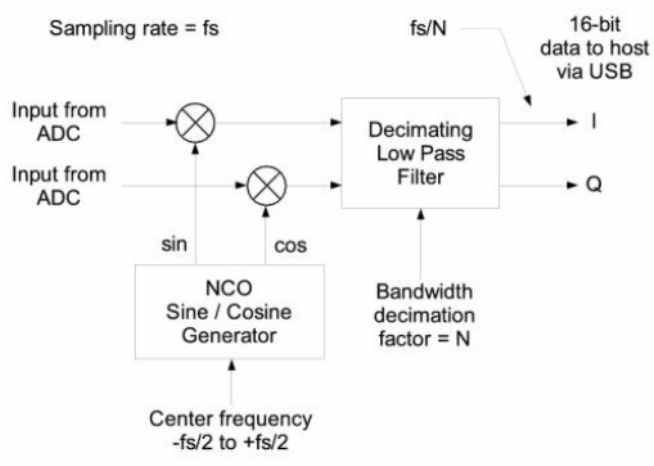 Sampling rate = fs
fs/N
16-bit
data to host
via USB
Input from
ADC
I
Decimating
Low Pass
Filter
Input from
ADC
Q
sin
cos
NCO
Sine / Cosine
Generator
Bandwidth
decimation
factor = N
Center frequency
-fs/2 to +fs/2